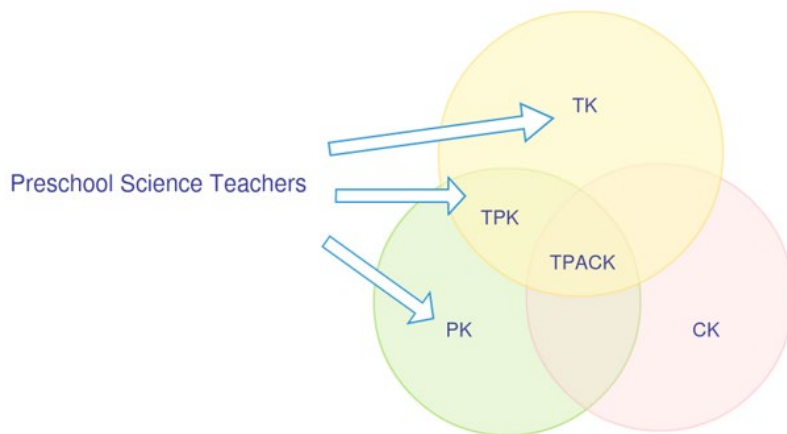 TK
Preschool Science Teachers
TPK
TPACK
PK
CK